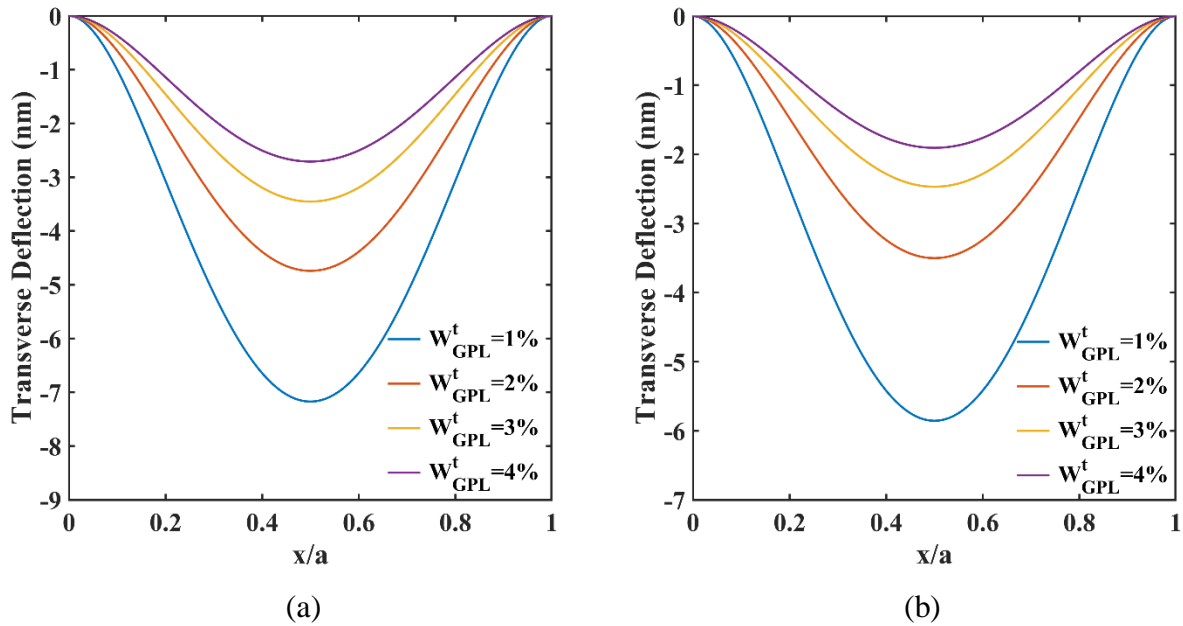 0
-1
-2
-3
-4
-5
-6
-7
-8
-9
Transverse Deflection (nm)
W^t_GPL=1%
W^t_GPL=2%
W^t_GPL=3%
W^t_GPL=4%
0 0.2 0.4 0.6 0.8 1
x/a
(a)
0
-1
-2
-3
-4
-5
-6
-7
Transverse Deflection (nm)
W^t_GPL=1%
W^t_GPL=2%
W^t_GPL=3%
W^t_GPL=4%
0 0.2 0.4 0.6 0.8 1
x/a
(b)